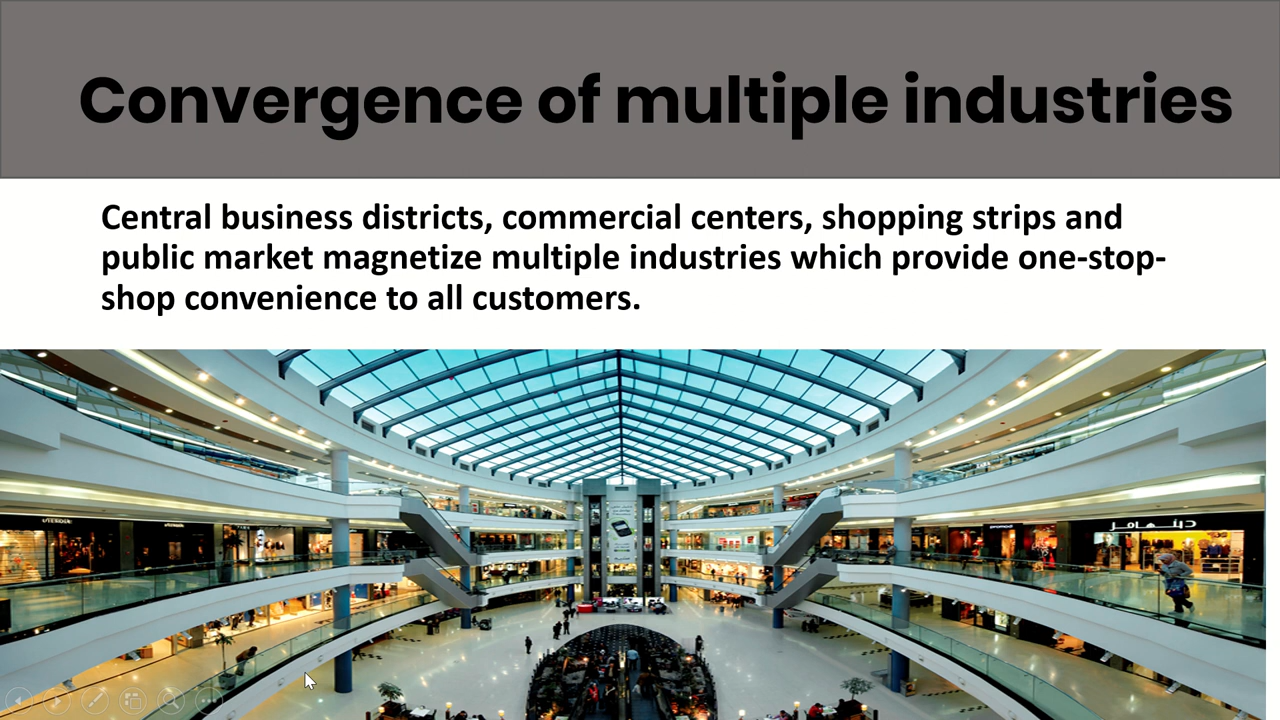 Convergence of multiple industries
Central business districts, commercial centers, shopping strips and
public market magnetize multiple industries which provide one-stop-
shop convenience to all customers.